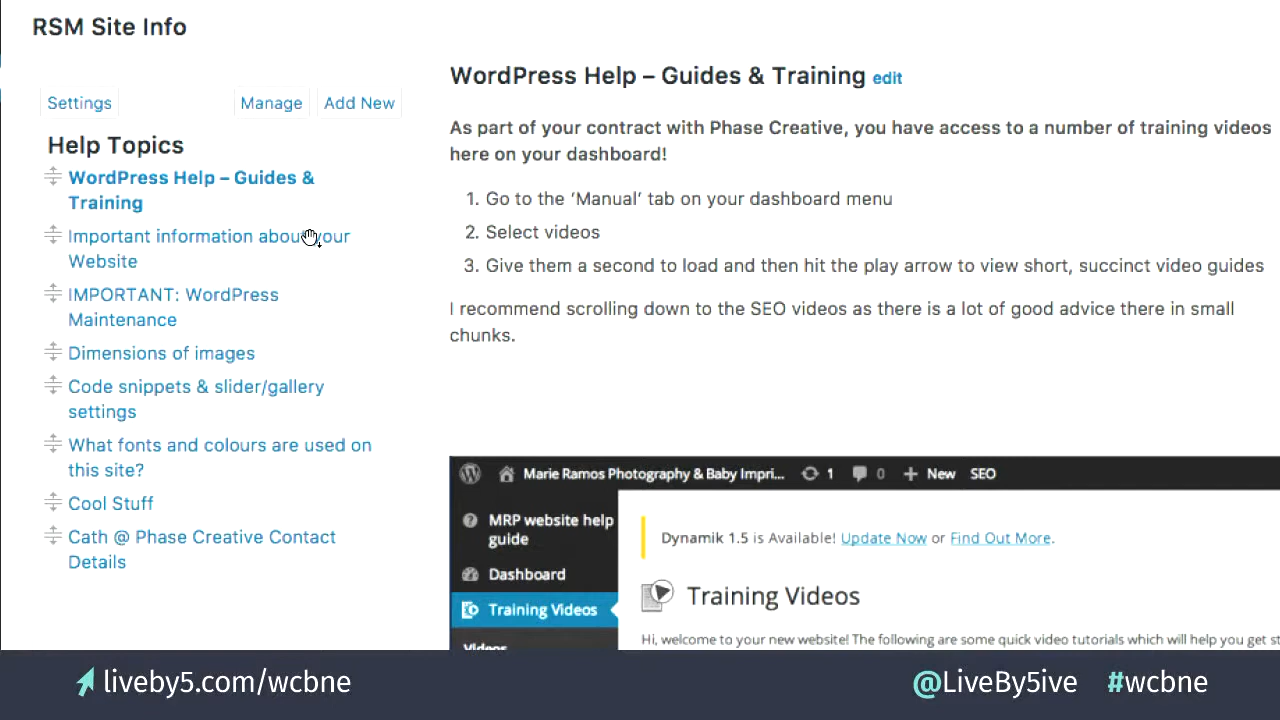 RSM Site Info
Settings
Manage
Add New
Help Topics
WordPress Help – Guides &
Training
Important information about your
Website
IMPORTANT: WordPress
Maintenance
Dimensions of images
Code snippets & slider/gallery
settings
What fonts and colours are used on
this site?
Cool Stuff
Cath @ Phase Creative Contact
Details
WordPress Help – Guides & Training edit
As part of your contract with Phase Creative, you have access to a number of training videos
here on your dashboard!
1. Go to the ‘Manual’ tab on your dashboard menu
2. Select videos
3. Give them a second to load and then hit the play arrow to view short, succinct video guides
I recommend scrolling down to the SEO videos as there is a lot of good advice there in small
chunks.
Marie Ramos Photography & Baby Impri... 1 0 New SEO
MRP website help
guide
Dashboard
Training Videos
Videos
Dynamik 1.5 is Available! Update Now or Find Out More.
Training Videos
Hi, welcome to your new website! The following are some quick video tutorials which will help you get st
liveby5.com/wcbne
@LiveBy5ive
#wcbne